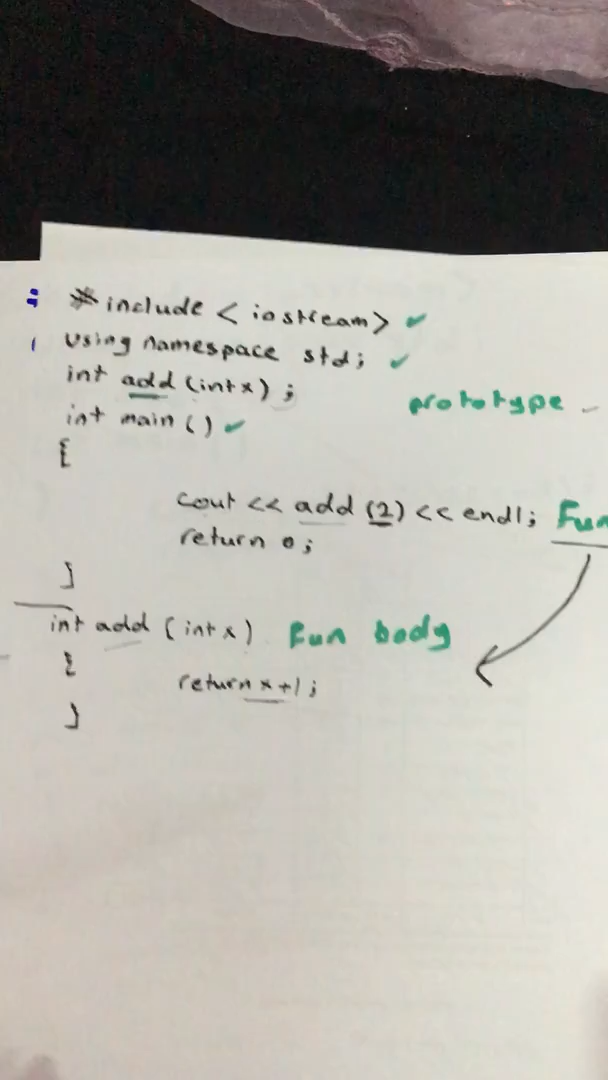 #include <iostream> ✓
using namespace std; ✓
int add (int x) ; prototype
int main () ✓
{
cout << add (2) << endl; Fun
return 0;
}
int add (int x) Fun body
{
return x+1;
}